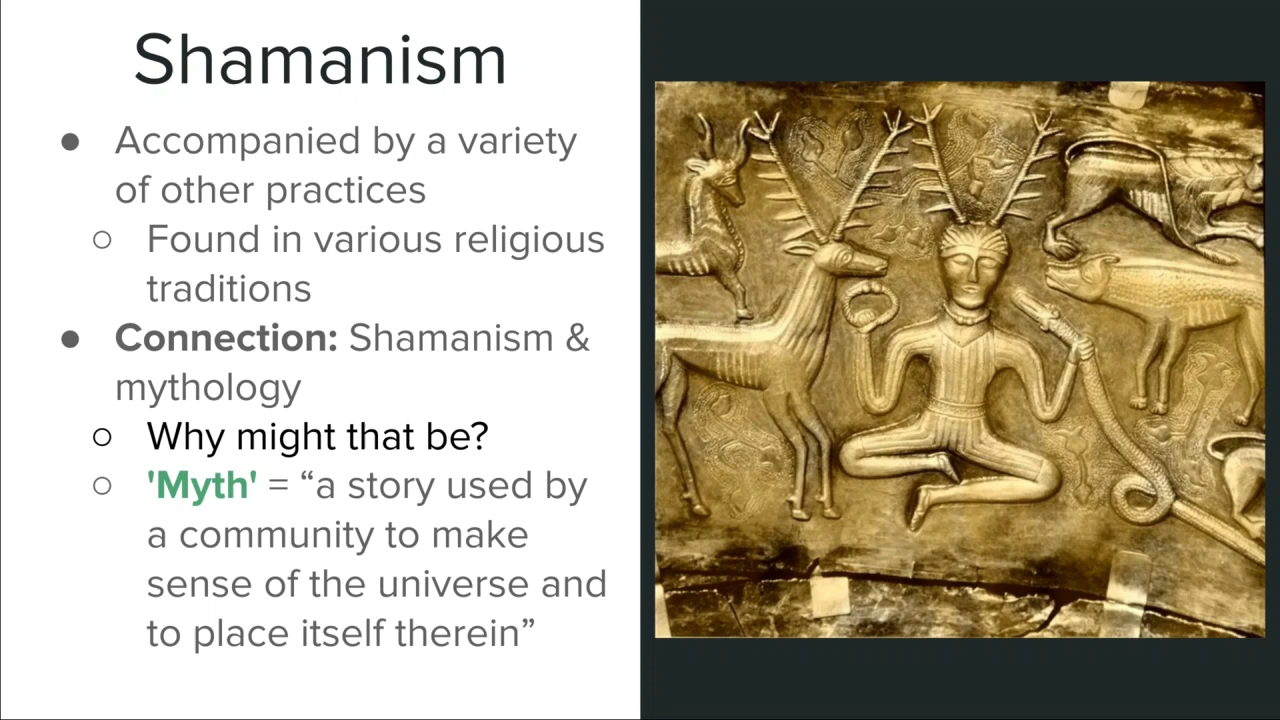 Shamanism
● Accompanied by a variety
of other practices
○ Found in various religious
traditions
● Connection: Shamanism &
mythology
○ Why might that be?
○ 'Myth' = “a story used by
a community to make
sense of the universe and
to place itself therein”